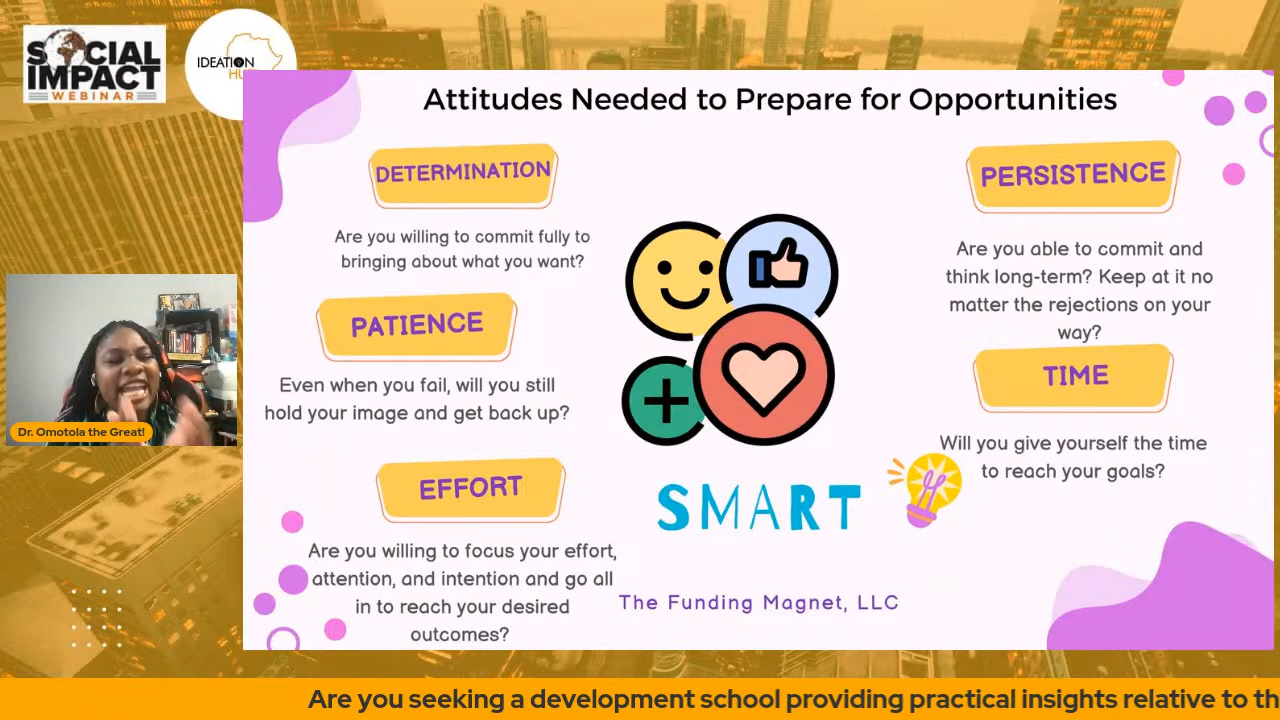 SOCIAL
IMPACT
WEBINAR
IDEATION
HU
Attitudes Needed to Prepare for Opportunities
DETERMINATION
Are you willing to commit fully to
bringing about what you want?
PATIENCE
Even when you fail, will you still
hold your image and get back up?
EFFORT
Are you willing to focus your effort,
attention, and intention and go all
in to reach your desired
outcomes?
PERSISTENCE
Are you able to commit and
think long-term? Keep at it no
matter the rejections on your
way?
TIME
Will you give yourself the time
to reach your goals?
SMART
The Funding Magnet, LLC
Dr. Omotola the Great!
Are you seeking a development school providing practical insights relative to th